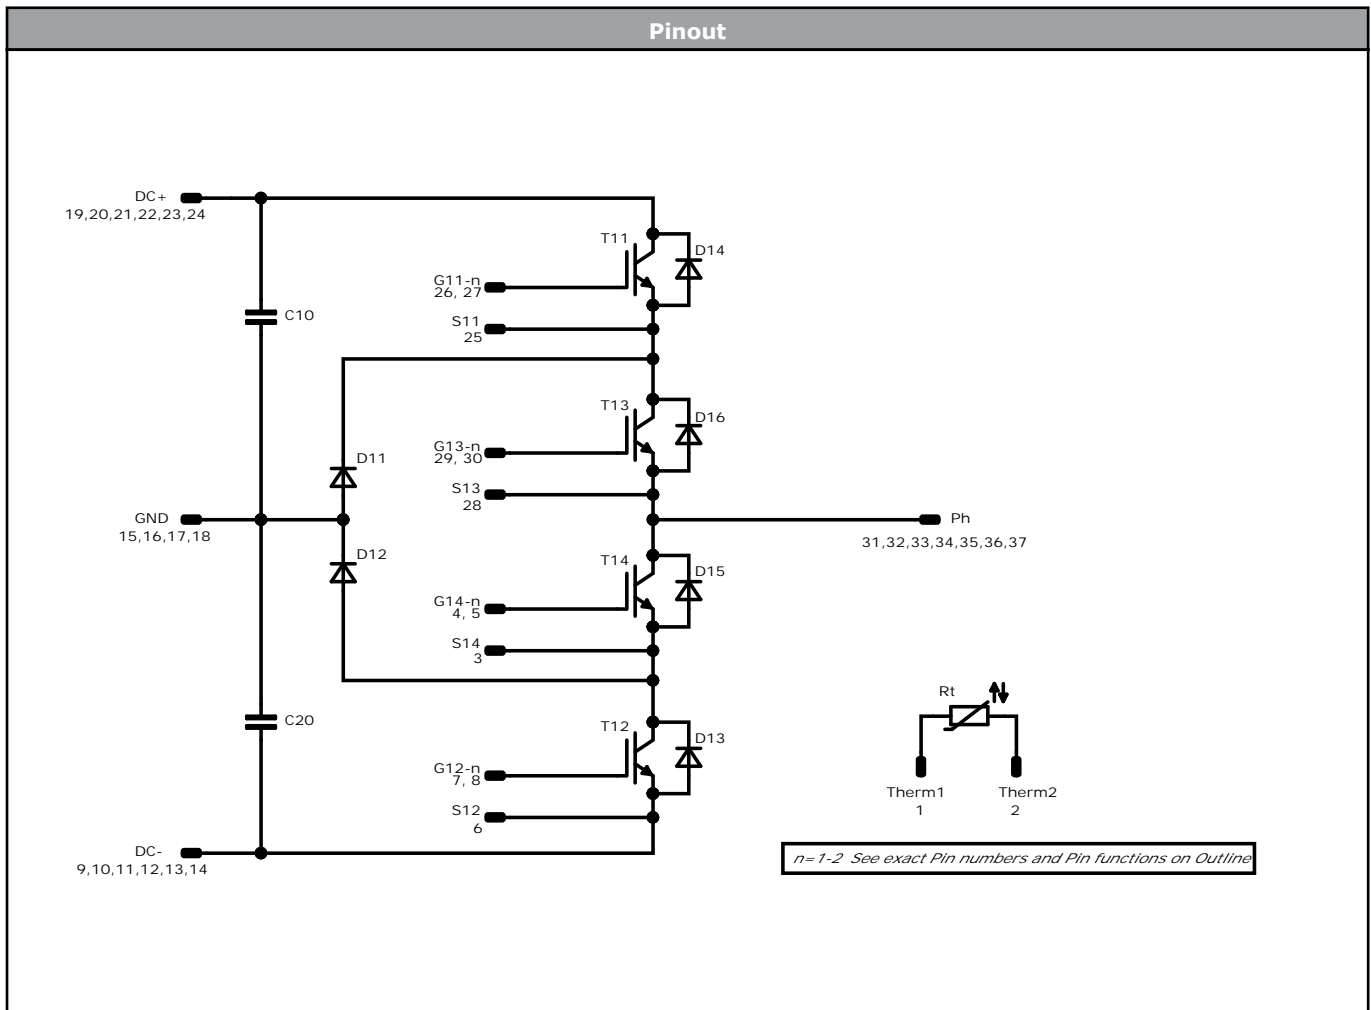 Pinout
DC+
19,20,21,22,23,24
T11
D14
G11-n
26, 27
C10
S11
25
T13
D16
G13-n
29, 30
D11
S13
28
GND
15,16,17,18
Ph
31,32,33,34,35,36,37
D12
T14
D15
G14-n
4, 5
S14
3
Rt
C20
T12
D13
G12-n
7, 8
Therm1
1
Therm2
2
S12
6
DC-
9,10,11,12,13,14
n=1-2 See exact Pin numbers and Pin functions on Outline